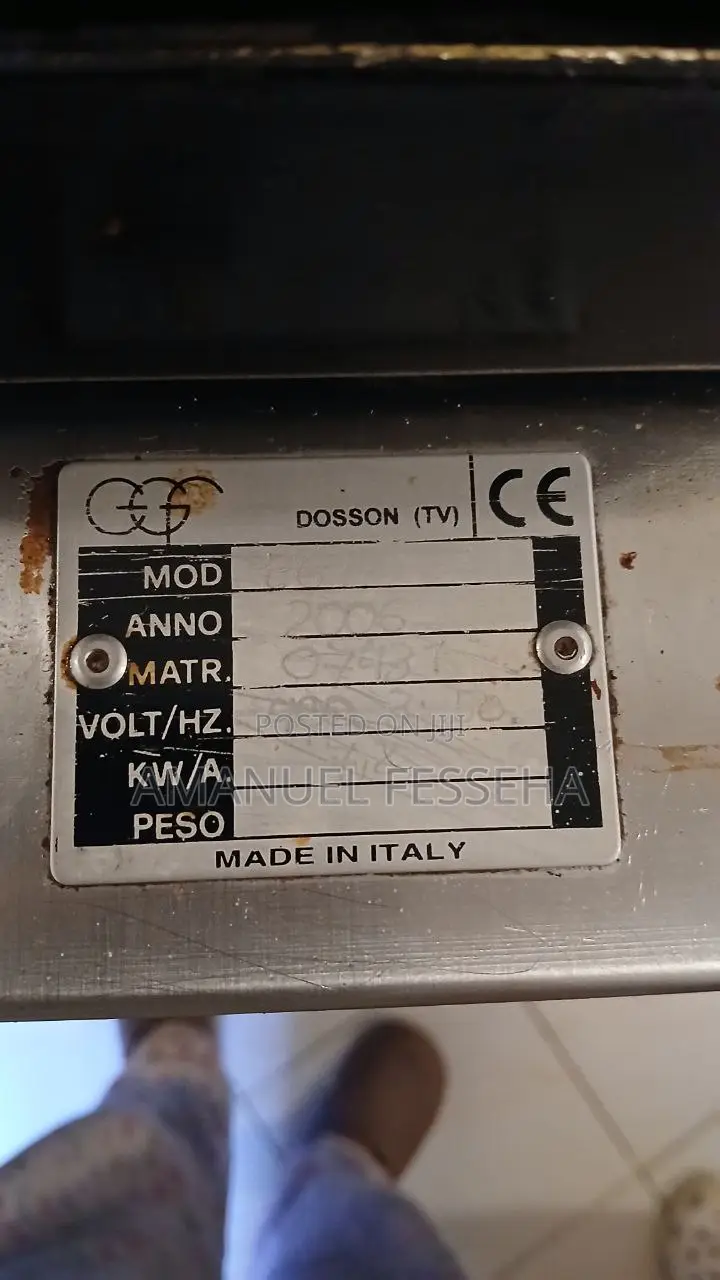 DOSSON (TV) CE
MOD
ANNO 2006
MATR.
VOLT/HZ.
POSTED ON JIJI
KW/A.
AMANUEL FESSEHA
PESO
MADE IN ITALY